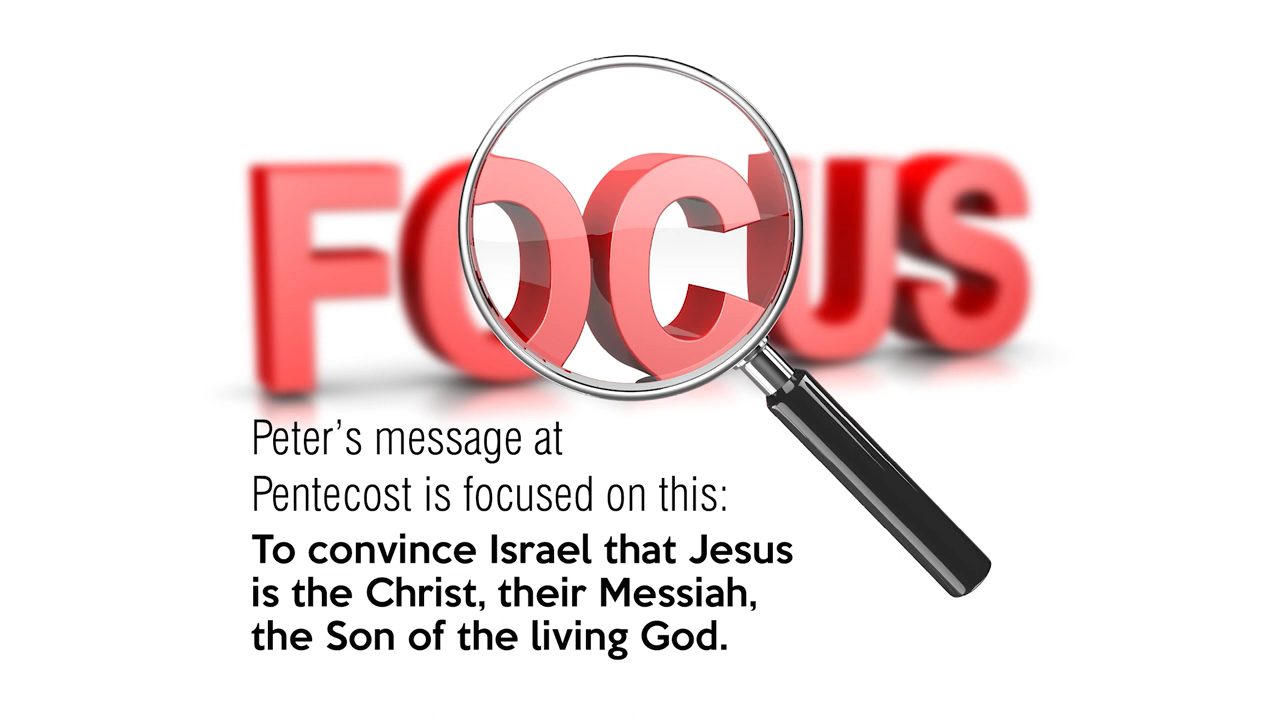 FOCUS
Peter’s message at
Pentecost is focused on this:
To convince Israel that Jesus
is the Christ, their Messiah,
the Son of the living God.